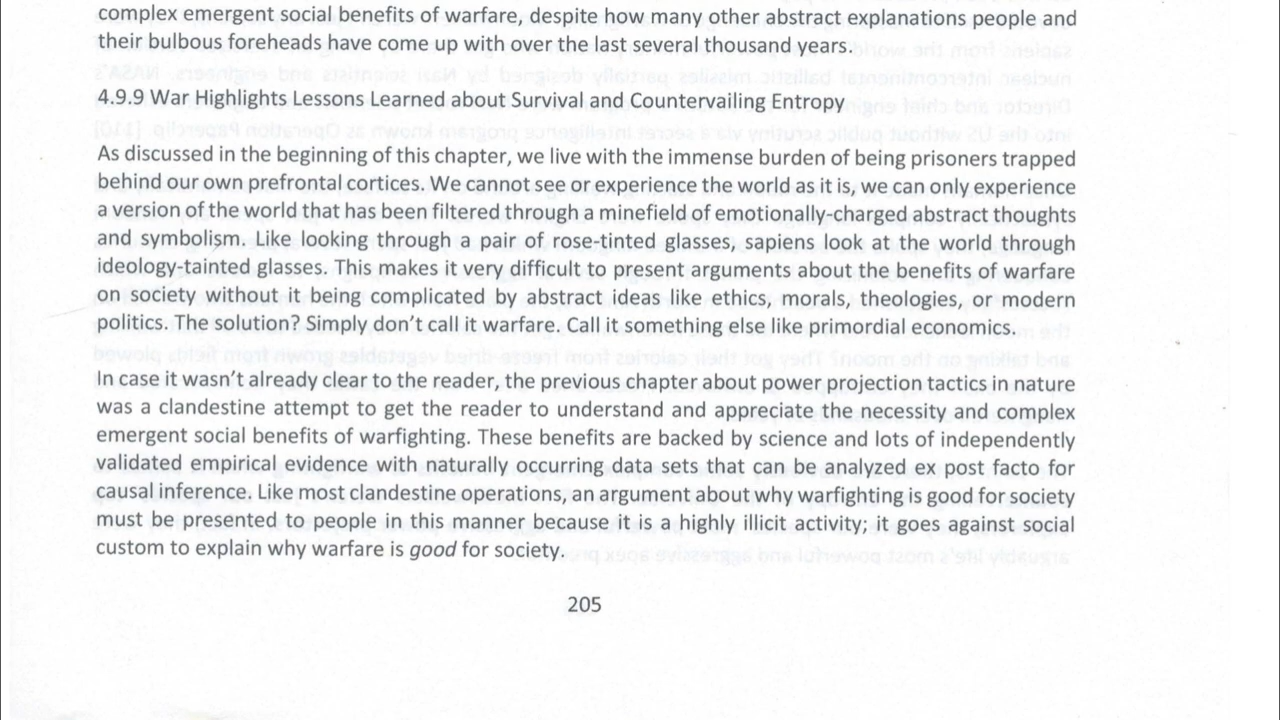 complex emergent social benefits of warfare, despite how many other abstract explanations people and
their bulbous foreheads have come up with over the last several thousand years.
4.9.9 War Highlights Lessons Learned about Survival and Countervailing Entropy
As discussed in the beginning of this chapter, we live with the immense burden of being prisoners trapped
behind our own prefrontal cortices. We cannot see or experience the world as it is, we can only experience
a version of the world that has been filtered through a minefield of emotionally-charged abstract thoughts
and symbolism. Like looking through a pair of rose-tinted glasses, sapiens look at the world through
ideology-tainted glasses. This makes it very difficult to present arguments about the benefits of warfare
on society without it being complicated by abstract ideas like ethics, morals, theologies, or modern
politics. The solution? Simply don't call it warfare. Call it something else like primordial economics.
In case it wasn't already clear to the reader, the previous chapter about power projection tactics in nature
was a clandestine attempt to get the reader to understand and appreciate the necessity and complex
emergent social benefits of warfighting. These benefits are backed by science and lots of independently
validated empirical evidence with naturally occurring data sets that can be analyzed ex post facto for
causal inference. Like most clandestine operations, an argument about why warfighting is good for society
must be presented to people in this manner because it is a highly illicit activity; it goes against social
custom to explain why warfare is good for society.
205